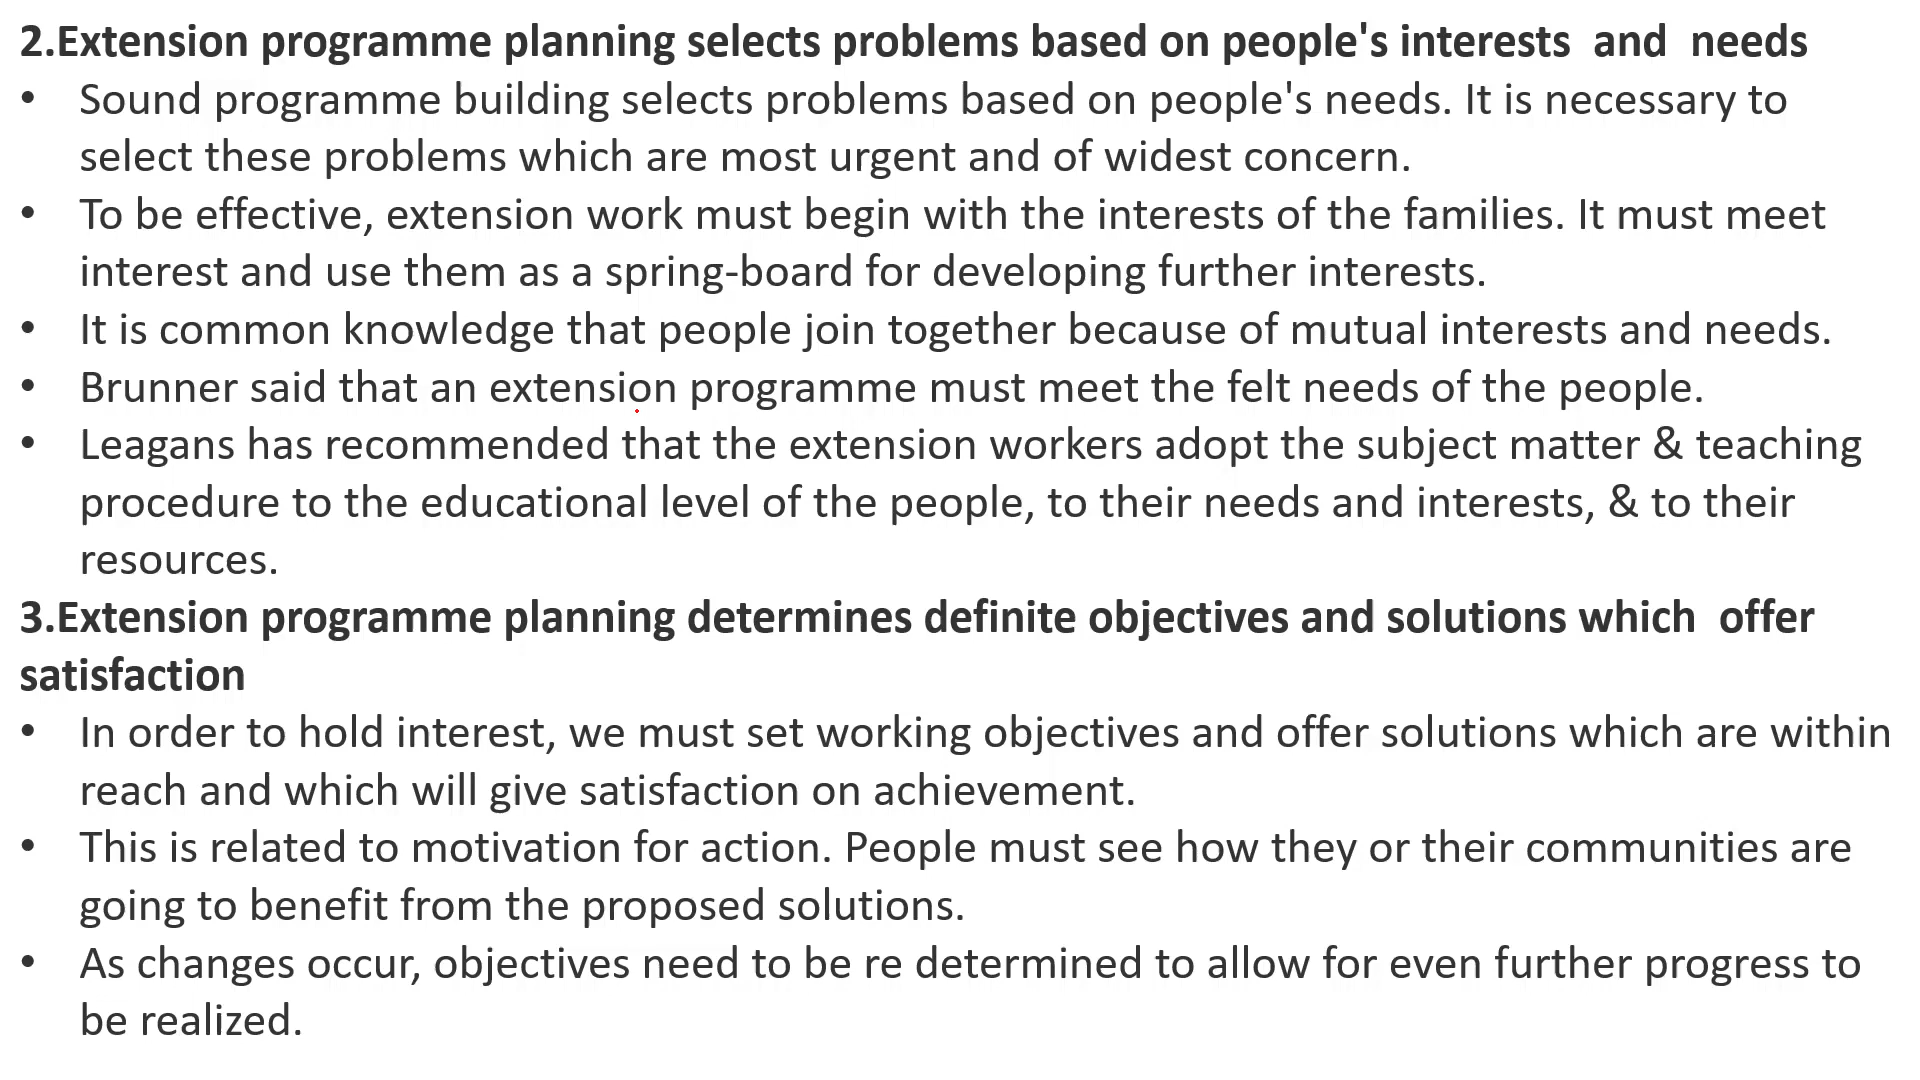 2.Extension programme planning selects problems based on people's interests  and  needs
• Sound programme building selects problems based on people's needs. It is necessary to
select these problems which are most urgent and of widest concern.
• To be effective, extension work must begin with the interests of the families. It must meet
interest and use them as a spring-board for developing further interests.
• It is common knowledge that people join together because of mutual interests and needs.
• Brunner said that an extension programme must meet the felt needs of the people.
• Leagans has recommended that the extension workers adopt the subject matter & teaching
procedure to the educational level of the people, to their needs and interests, & to their
resources.
3.Extension programme planning determines definite objectives and solutions which  offer
satisfaction
• In order to hold interest, we must set working objectives and offer solutions which are within
reach and which will give satisfaction on achievement.
• This is related to motivation for action. People must see how they or their communities are
going to benefit from the proposed solutions.
• As changes occur, objectives need to be re determined to allow for even further progress to
be realized.